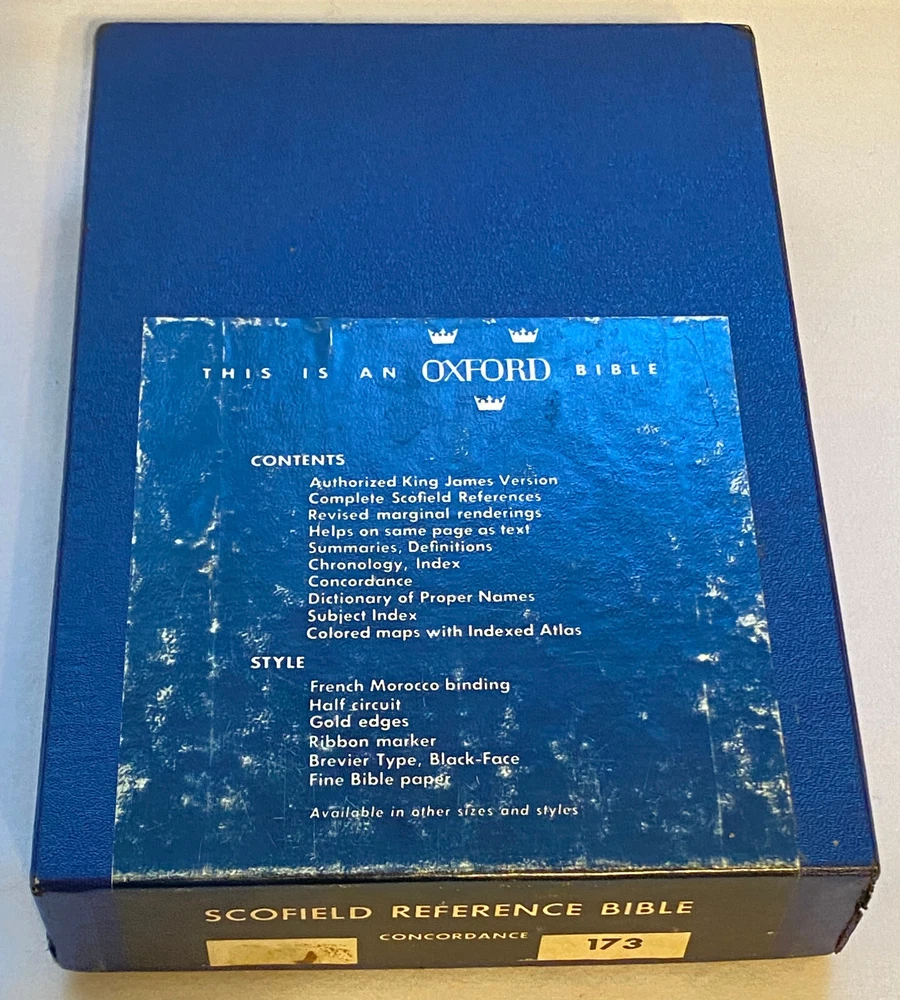 THIS IS AN OXFORD BIBLE
CONTENTS
Authorized King James Version
Complete Scofield References
Revised marginal renderings
Helps on same page as text
Summaries, Definitions
Chronology, Index
Concordance
Dictionary of Proper Names
Subject Index
Colored maps with Indexed Atlas
STYLE
French Morocco binding
Half circuit
Gold edges
Ribbon marker
Brevier Type, Black-Face
Fine Bible paper
Available in other sizes and styles
SCOFIELD REFERENCE BIBLE
CONCORDANCE
173